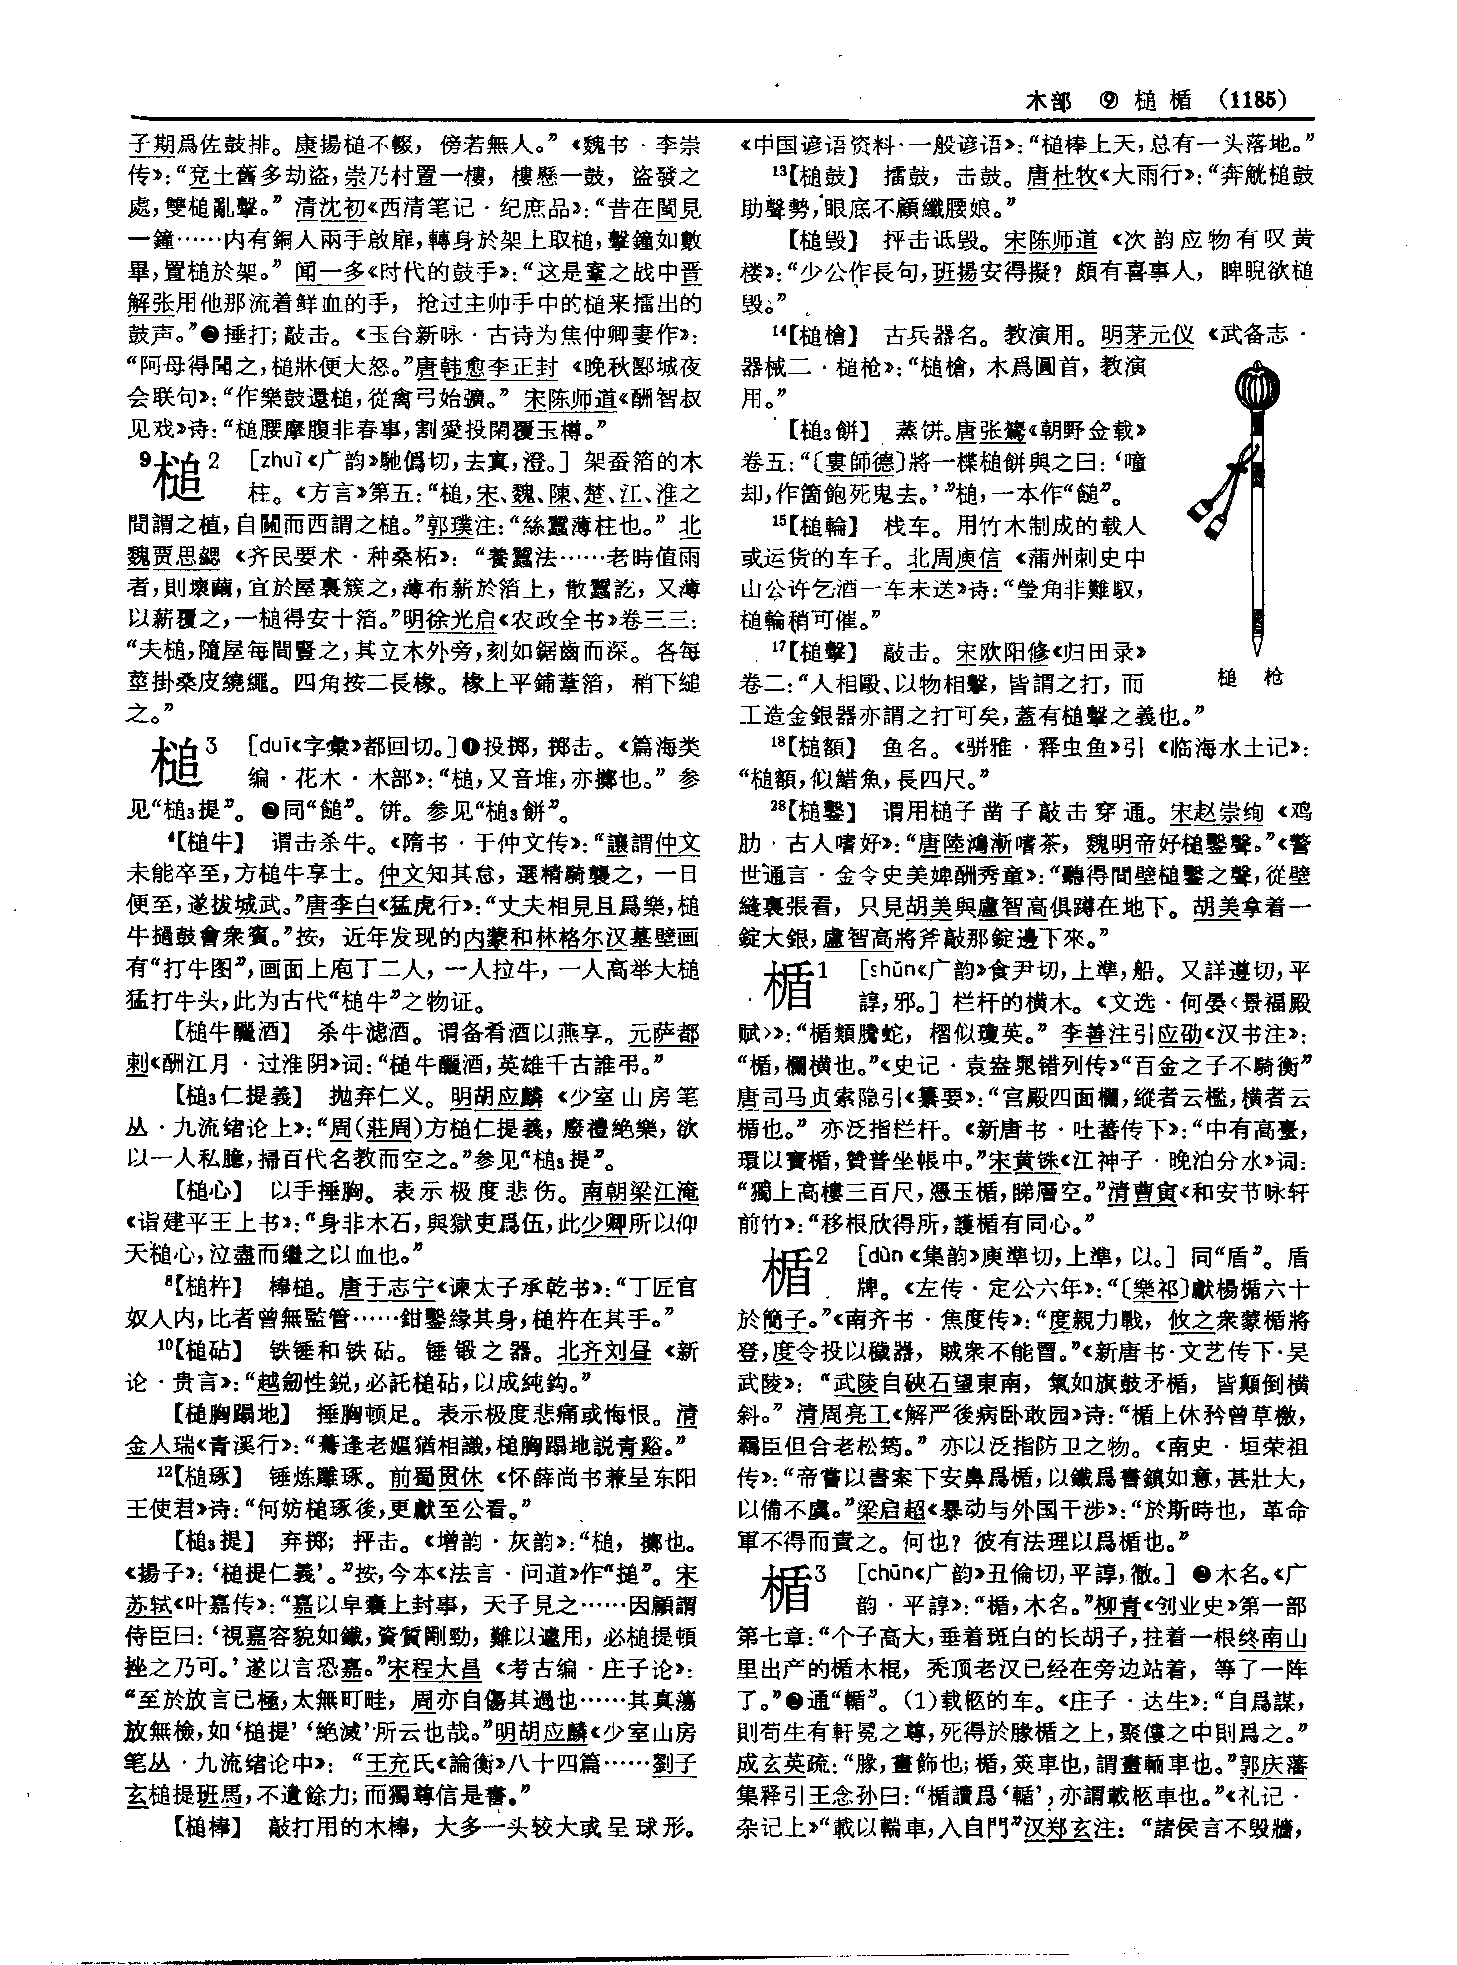 木部 ⑨ 槌 楯 (1185)
子期爲佐鼓排。康揚槌不輟，傍若無人。”《魏书·李崇
传》：“兗土舊多劫盜，崇乃村置一樓，樓懸一鼓，盜發之
處，雙槌亂擊。”清沈初《西清笔记·纪庶品》：“昔在閩見
一鐘……内有銅人兩手啟扉，轉身於架上取槌，擊鐘如數
畢，置槌於架。”闻一多《时代的鼓手》：“这是鞌之战中晋
解张用他那流着鲜血的手，抢过主帅手中的槌来擂出的
鼓声。”❷捶打；敲击。《玉台新咏·古诗为焦仲卿妻作》：
“阿母得聞之，槌牀便大怒。”唐韩愈李正封《晚秋郾城夜
会联句》：“作樂鼓還槌，從禽弓始彍。”宋陈师道《酬智叔
见戏》诗：“槌腰摩腹非春事，割愛投閑覆玉樽。”
9槌2 [zhuì《广韵》馳僞切，去寘，澄。]架蚕箔的木
柱。《方言》第五：“槌，宋、魏、陳、楚、江、淮之
間謂之植，自關而西謂之槌。”郭璞注：“絲蠶薄柱也。”北
魏贾思勰《齐民要术·种桑柘》：“養蠶法……老時值雨
者，則壞繭，宜於屋裏簇之，薄布薪於箔上，散蠶訖，又薄
以薪覆之，一槌得安十箔。”明徐光启《农政全书》卷三三：
“夫槌，隨屋每間豎之，其立木外旁，刻如鋸齒而深。各每
莖掛桑皮繞繩。四角按二長椽。椽上平鋪葦箔，稍下縋
之。”
槌3 [duī《字彙》都回切。]❶投掷，掷击。《篇海类
编·花木·木部》：“槌，又音堆，亦擲也。”参
见“槌3提”。❷同“䭔”。饼。参见“槌3餅”。
4【槌牛】 谓击杀牛。《隋书·于仲文传》：“讓謂仲文
未能卒至，方槌牛享士。仲文知其怠，選精騎襲之，一日
便至，遂拔城武。”唐李白《猛虎行》：“丈夫相見且爲樂，槌
牛撾鼓會衆賓。”按，近年发现的内蒙和林格尔汉墓壁画
有“打牛图”，画面上庖丁二人，一人拉牛，一人高举大槌
猛打牛头，此为古代“槌牛”之物证。
【槌牛釃酒】 杀牛滤酒。谓备肴酒以燕享。元萨都
剌《酹江月·过淮阴》词：“槌牛釃酒，英雄千古誰弔。”
【槌3仁提義】 抛弃仁义。明胡应麟《少室山房笔
丛·九流绪论上》：“周(莊周)方槌仁提義，廢禮絶樂，欲
以一人私臆，掃百代名教而空之。”参见“槌3提”。
【槌心】 以手捶胸。表示极度悲伤。南朝梁江淹
《诣建平王上书》：“身非木石，與獄吏爲伍，此少卿所以仰
天槌心，泣盡而繼之以血也。”
8【槌杵】 棒槌。唐于志宁《谏太子承乾书》：“丁匠官
奴人内，比者曾無監管……鉗鑿緣其身，槌杵在其手。”
10【槌砧】 铁锤和铁砧。锤锻之器。北齐刘昼《新
论·贵言》：“越劒性鋭，必託槌砧，以成純鈎。”
【槌胸蹋地】 捶胸顿足。表示极度悲痛或悔恨。清
金人瑞《青溪行》：“驀逢老嫗猶相識，槌胸蹋地説青谿。”
12【槌琢】 锤炼雕琢。前蜀贯休《怀薛尚书兼呈东阳
王使君》诗：“何妨槌琢後，更獻至公看。”
【槌3提】 弃掷；抨击。《增韵·灰韵》：“槌，擲也。
《揚子》：‘槌提仁義’。”按，今本《法言·问道》作“搥”。宋
苏轼《叶嘉传》：“嘉以皁囊上封事，天子見之……因顧謂
侍臣曰：‘視嘉容貌如鐵，資質剛勁，難以遽用，必槌提頓
挫之乃可。’遂以言恐嘉。”宋程大昌《考古编·庄子论》：
“至於放言已極，太無町畦，周亦自傷其過也……其真蕩
放無檢，如‘槌提’‘絶滅’所云也哉。”明胡应麟《少室山房
笔丛·九流绪论中》：“王充氏《論衡》八十四篇……劉子
玄槌提班馬，不遺餘力；而獨尊信是書。”
【槌棒】 敲打用的木棒，大多一头较大或呈球形。
《中国谚语资料·一般谚语》：“槌棒上天，总有一头落地。”
13【槌鼓】 擂鼓，击鼓。唐杜牧《大雨行》：“奔觥槌鼓
助聲勢，眼底不顧纖腰娘。”
【槌毁】 抨击诋毁。宋陈师道《次韵应物有叹黄
楼》：“少公作長句，班揚安得擬？頗有喜事人，睥睨欲槌
毁。”
14【槌槍】 古兵器名。教演用。明茅元仪《武备志·
器械二·槌枪》：“槌槍，木爲圓首，教演
用。”
【槌3餅】 蒸饼。唐张鷟《朝野佥载》
卷五：“〔婁師德〕將一楪槌餅與之曰：‘噇
却，作箇飽死鬼去。’”槌，一本作“䭔”。
15【槌輪】 栈车。用竹木制成的载人
或运货的车子。北周庾信《蒲州刺史中
山公许乞酒一车未送》诗：“瑩角非難馭，
槌輪稍可催。”
17【槌擊】 敲击。宋欧阳修《归田录》
卷二：“人相毆、以物相擊，皆謂之打，而
工造金銀器亦謂之打可矣，蓋有槌擊之義也。”
槌 枪
18【槌額】 鱼名。《骈雅·释虫鱼》引《临海水土记》：
“槌額，似䱜魚，長四尺。”
28【槌鑿】 谓用槌子凿子敲击穿通。宋赵崇绚《鸡
肋·古人嗜好》：“唐陸鴻漸嗜茶，魏明帝好槌鑿聲。”《警
世通言·金令史美婢酬秀童》：“聽得間壁槌鑿之聲，從壁
縫裏張看，只見胡美與盧智高俱蹲在地下。胡美拿着一
錠大銀，盧智高將斧敲那錠邊下來。”
楯1 [shǔn《广韵》食尹切，上準，船。又詳遵切，平
諄，邪。]栏杆的横木。《文选·何晏〈景福殿
赋〉》：“楯類騰蛇，槢似瓊英。”李善注引应劭《汉书注》：
“楯，欄横也。”《史记·袁盎晁错列传》“百金之子不騎衡”
唐司马贞索隐引《纂要》：“宫殿四面欄，縱者云檻，横者云
楯也。”亦泛指栏杆。《新唐书·吐蕃传下》：“中有高臺，
環以寶楯，贊普坐帳中。”宋黄铢《江神子·晚泊分水》词：
“獨上高樓三百尺，憑玉楯，睇層空。”清曹寅《和安节咏轩
前竹》：“移根欣得所，護楯有同心。”
楯2 [dùn《集韵》庾準切，上準，以。]同“盾”。盾
牌。《左传·定公六年》：“〔樂祁〕獻楊楯六十
於簡子。”《南齐书·焦度传》：“度親力戰，攸之衆蒙楯將
登，度令投以穢器，賊衆不能冒。”《新唐书·文艺传下·吴
武陵》：“武陵自硤石望東南，氣如旗鼓矛楯，皆顛倒横
斜。”清周亮工《解严後病卧敢园》诗：“楯上休矜曾草檄，
羇臣但合老松筠。”亦以泛指防卫之物。《南史·垣荣祖
传》：“帝嘗以書案下安鼻爲楯，以鐵爲書鎮如意，甚壯大，
以備不虞。”梁启超《暴动与外国干涉》：“於斯時也，革命
軍不得而責之。何也？彼有法理以爲楯也。”
楯3 [chūn《广韵》丑倫切，平諄，徹。]❶木名。《广
韵·平諄》：“楯，木名。”柳青《创业史》第一部
第七章：“个子高大，垂着斑白的长胡子，拄着一根终南山
里出产的楯木棍，秃顶老汉已经在旁边站着，等了一阵
了。”❷通“輴”。(1)载柩的车。《庄子·达生》：“自爲謀，
則苟生有軒冕之尊，死得於腞楯之上，聚僂之中則爲之。”
成玄英疏：“腞，畫飾也；楯，筴車也，謂畫輀車也。”郭庆藩
集释引王念孙曰：“楯讀爲‘輴’，亦謂載柩車也。”《礼记·
杂记上》“載以輲車，入自門”汉郑玄注：“諸侯言不毁牆，